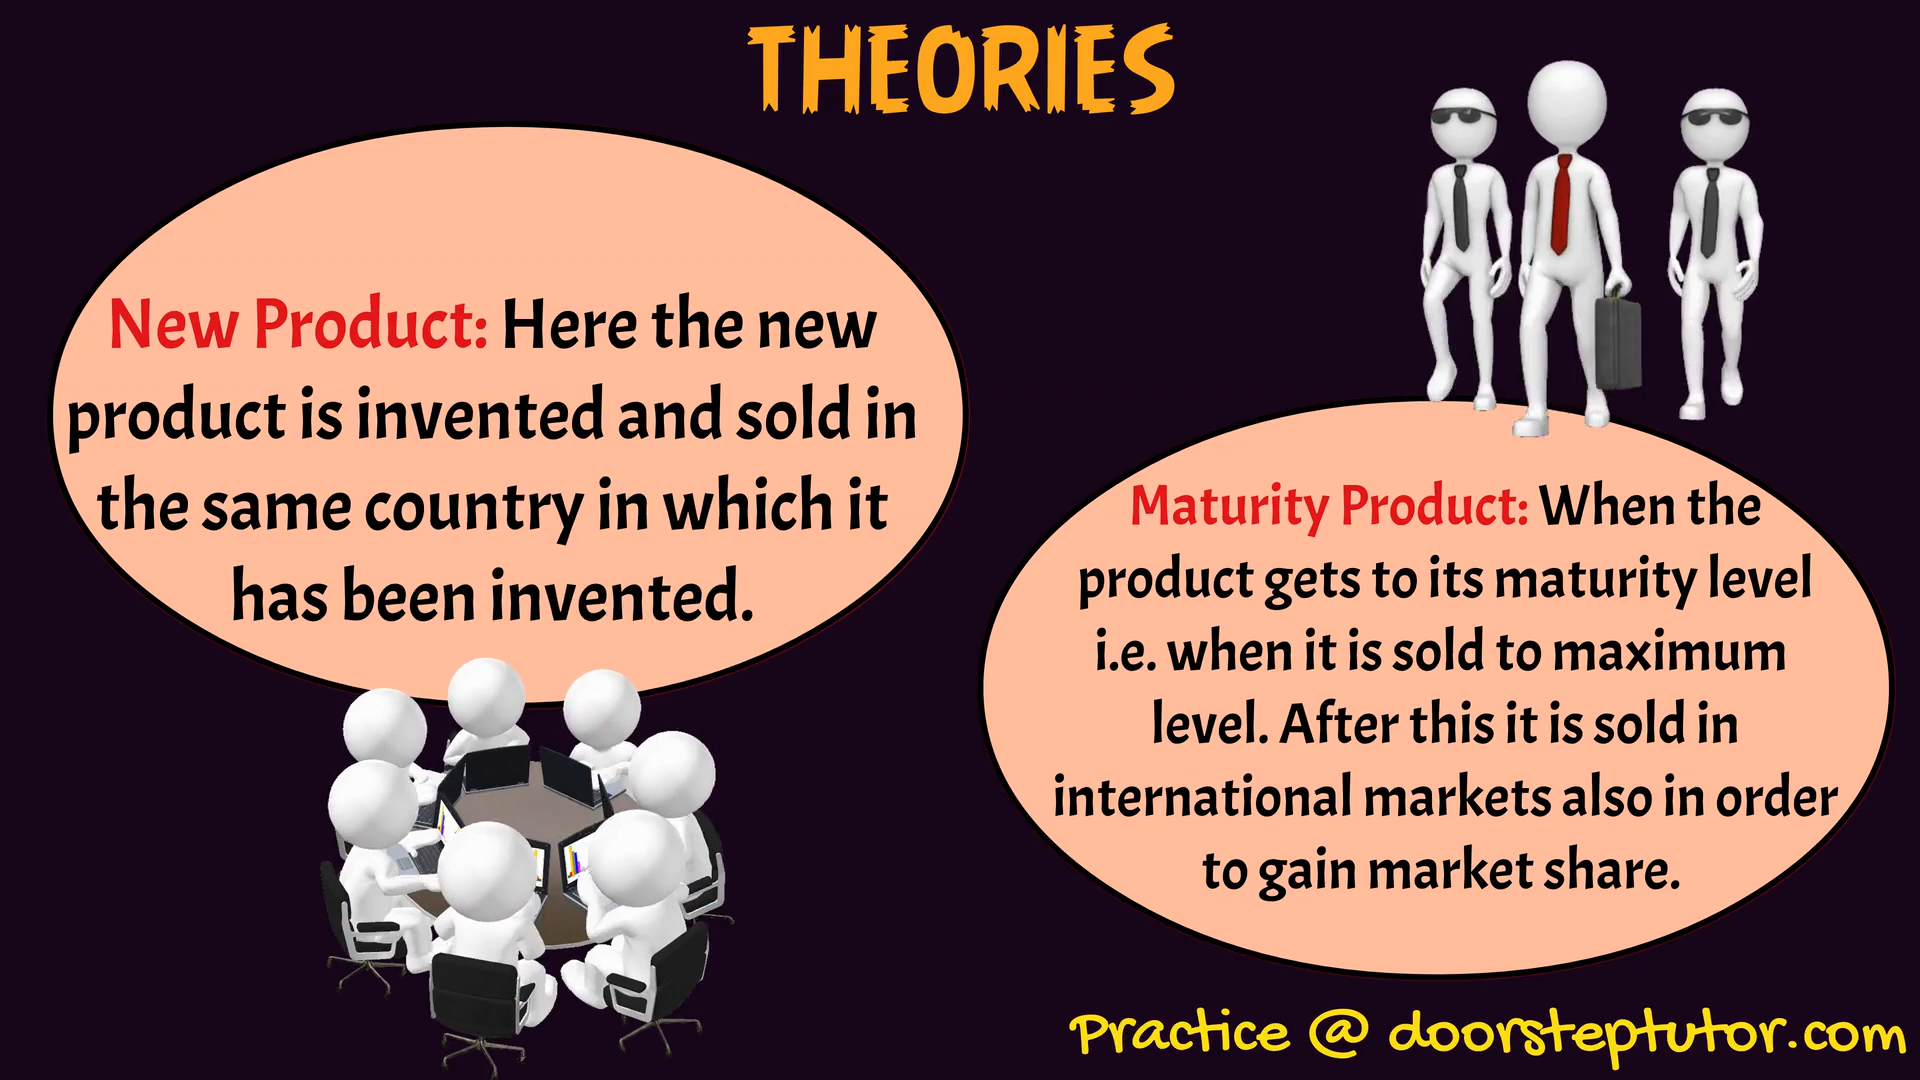 THEORIES
New Product: Here the new
product is invented and sold in
the same country in which it
has been invented.
Maturity Product: When the
product gets to its maturity level
i.e. when it is sold to maximum
level. After this it is sold in
international markets also in order
to gain market share.
Practice @ doorsteptutor.com